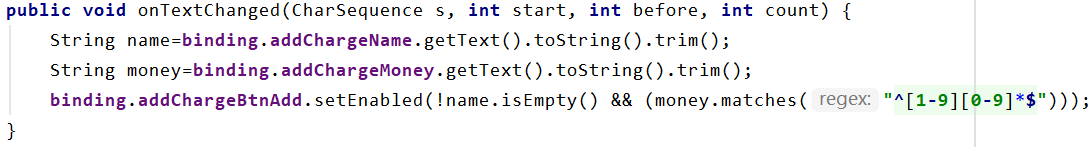 public void onTextChanged(CharSequence s, int start, int before, int count) {
    String name=binding.addChargeName.getText().toString().trim();
    String money=binding.addChargeMoney.getText().toString().trim();
    binding.addChargeBtnAdd.setEnabled(!name.isEmpty() && (money.matches( regex: "^[1-9][0-9]*$")));
}